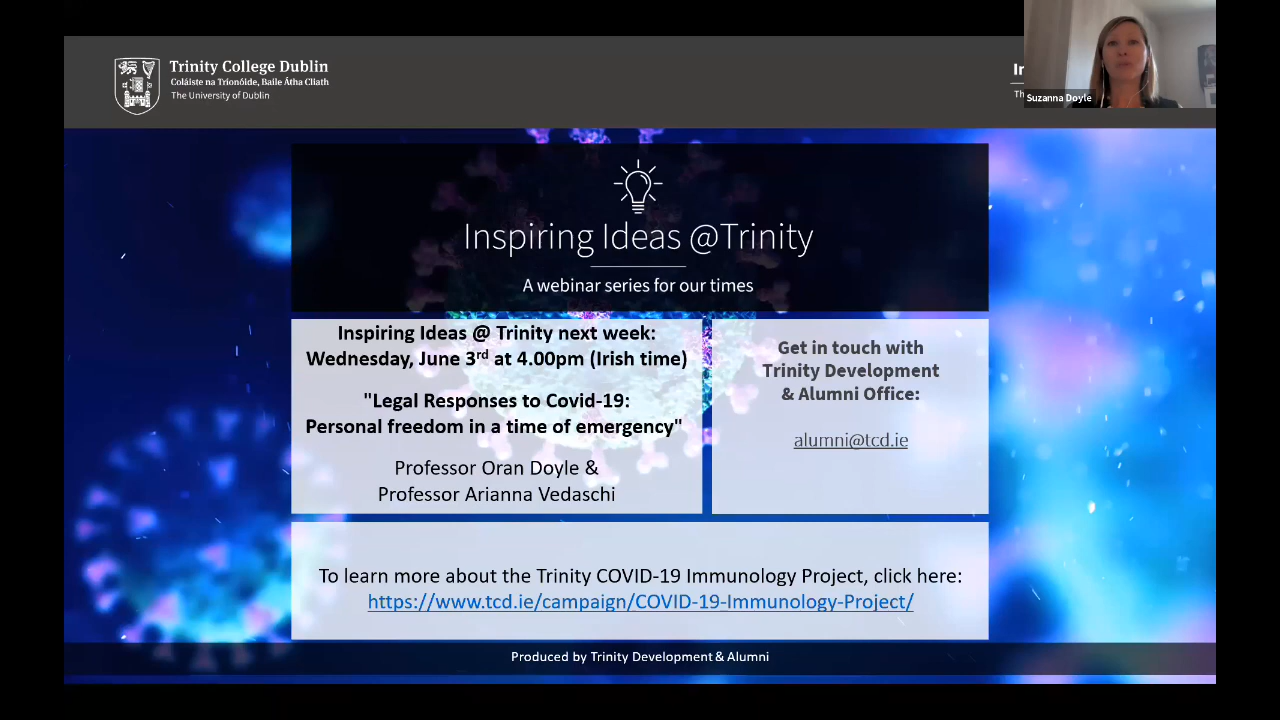 Trinity College Dublin
Coláiste na Tríonóide, Baile Átha Cliath
The University of Dublin
Suzanna Doyle
Inspiring Ideas @Trinity
A webinar series for our times
Inspiring Ideas @ Trinity next week:
Wednesday, June 3rd at 4.00pm (Irish time)
"Legal Responses to Covid-19:
Personal freedom in a time of emergency"
Professor Oran Doyle &
Professor Arianna Vedaschi
Get in touch with
Trinity Development
& Alumni Office:
alumni@tcd.ie
To learn more about the Trinity COVID-19 Immunology Project, click here:
https://www.tcd.ie/campaign/COVID-19-Immunology-Project/
Produced by Trinity Development & Alumni